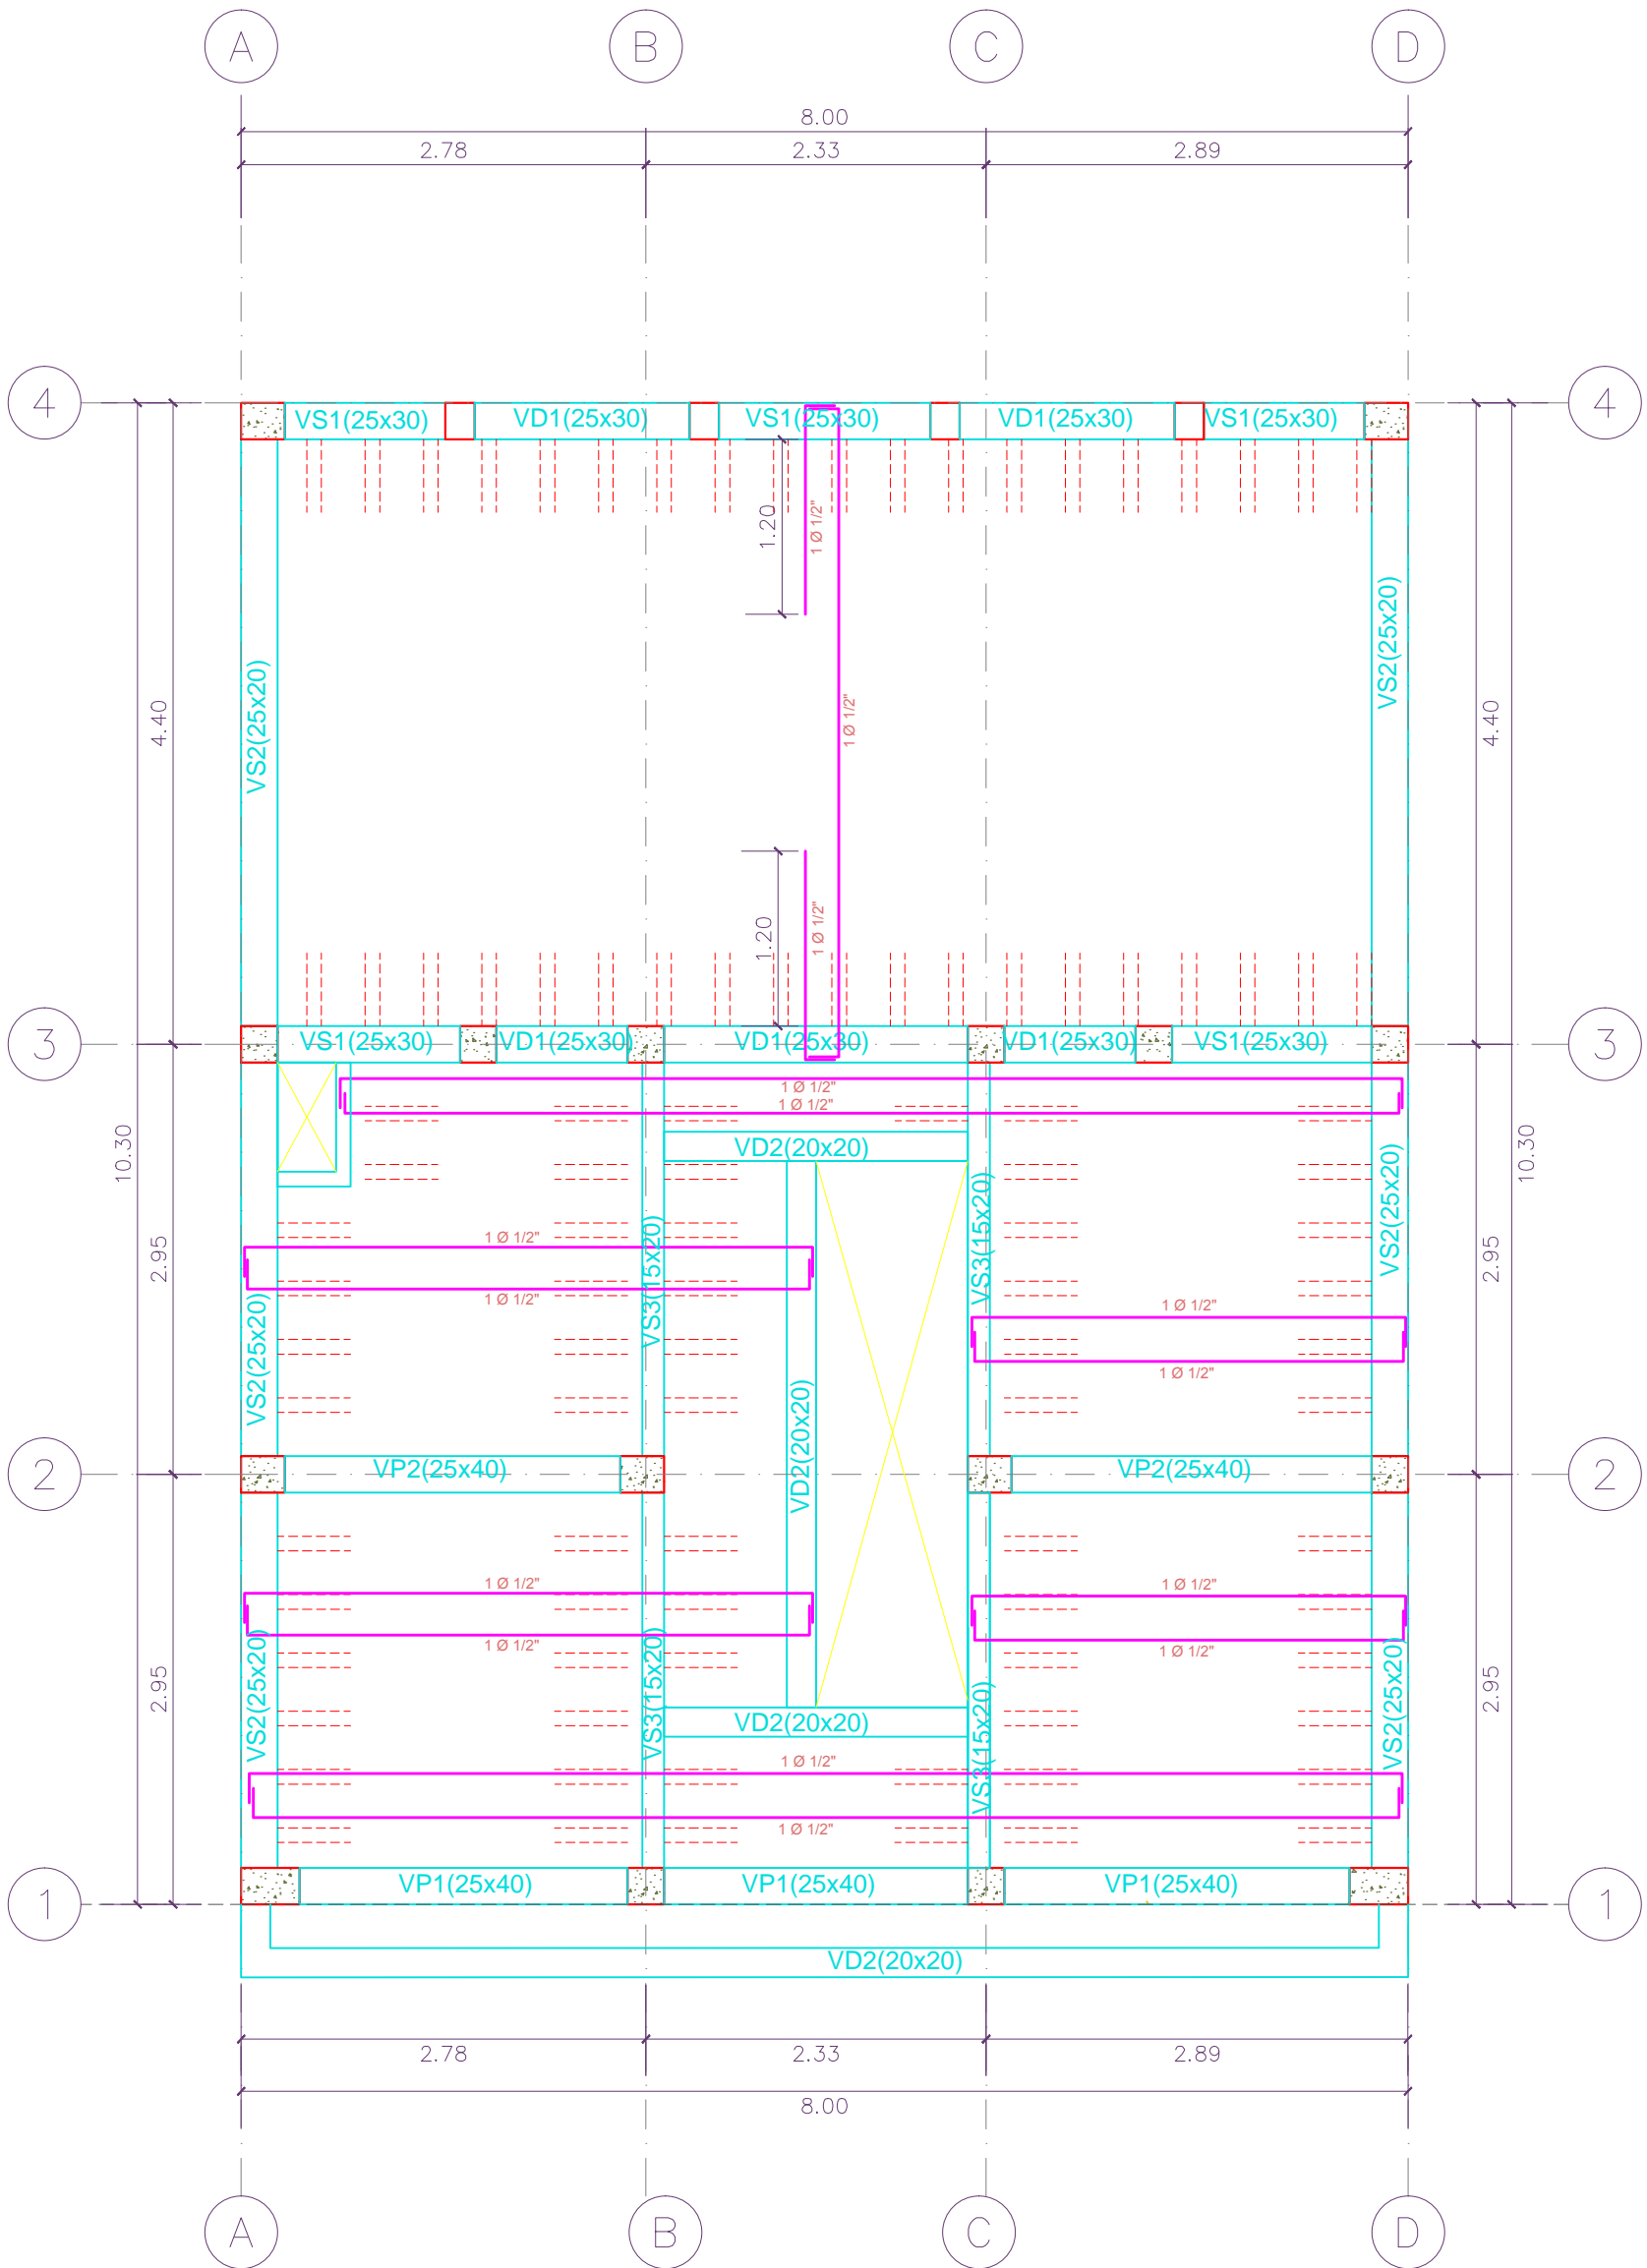 A B C D
8.00
2.78 2.33 2.89
4 4
VS1(25x30) VD1(25x30) VS1(25x30) VD1(25x30) VS1(25x30)
1.20
1 Ø 1/2"
VS2(25x20)
VS2(25x20)
4.40
4.40
1 Ø 1/2"
1.20
1 Ø 1/2"
3 3
VS1(25x30) VD1(25x30) VD1(25x30) VD1(25x30) VS1(25x30)
1 Ø 1/2"
1 Ø 1/2"
10.30
10.30
VD2(20x20)
VS3(15x20)
VS3(15x20)
VS2(25x20)
2.95
2.95
1 Ø 1/2"
1 Ø 1/2"
1 Ø 1/2"
1 Ø 1/2"
VS2(25x20)
VD2(20x20)
2 2
VP2(25x40) VP2(25x40)
1 Ø 1/2" 1 Ø 1/2"
1 Ø 1/2" 1 Ø 1/2"
VS2(25x20)
VS3(15x20)
VS3(15x20)
VS2(25x20)
2.95
2.95
VD2(20x20)
1 Ø 1/2"
1 Ø 1/2"
1 1
VP1(25x40) VP1(25x40) VP1(25x40)
VD2(20x20)
2.78 2.33 2.89
8.00
A B C D